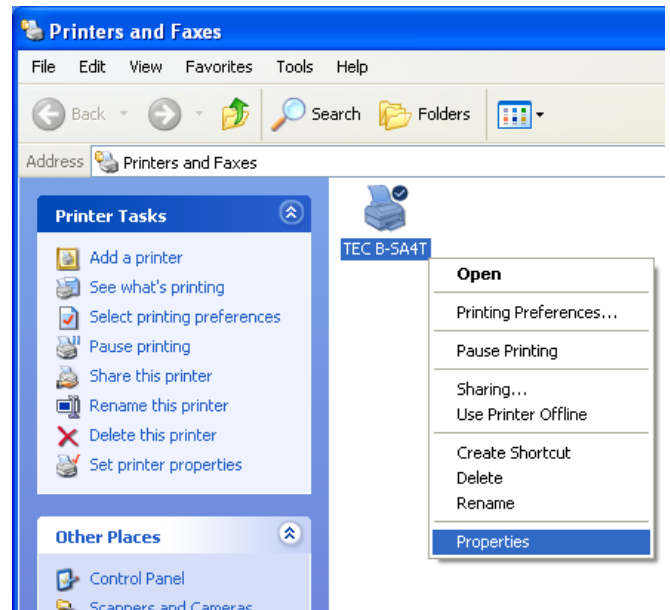 Printers and Faxes
File Edit View Favorites Tools Help
Back Search Folders
Address Printers and Faxes
Printer Tasks
Add a printer
See what's printing
Select printing preferences
Pause printing
Share this printer
Rename this printer
Delete this printer
Set printer properties
Other Places
Control Panel
Scanners and Cameras
TEC B-SA4T
Open
Printing Preferences...
Pause Printing
Sharing...
Use Printer Offline
Create Shortcut
Delete
Rename
Properties